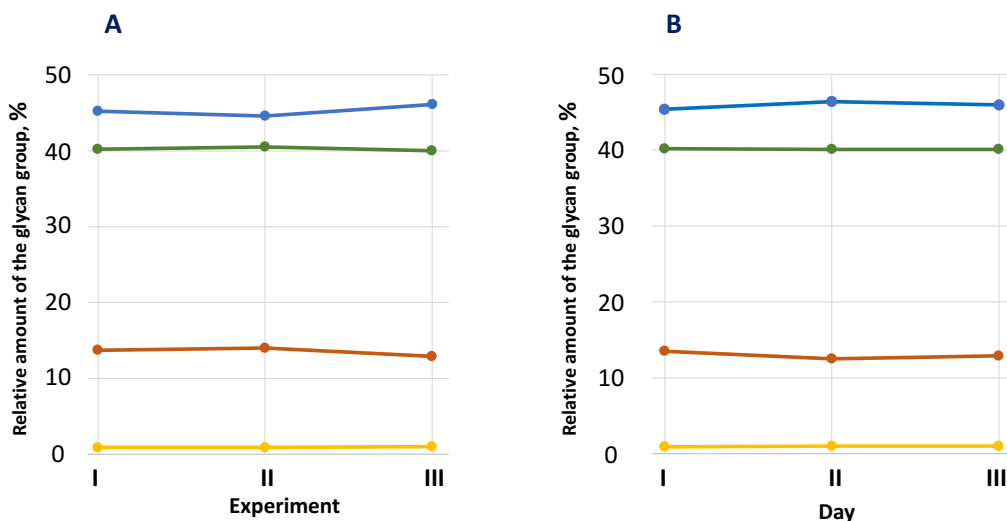 A
Relative amount of the glycan group, %
50
40
30
20
10
0
I II III
Experiment
B
Relative amount of the glycan group, %
50
40
30
20
10
0
I II III
Day